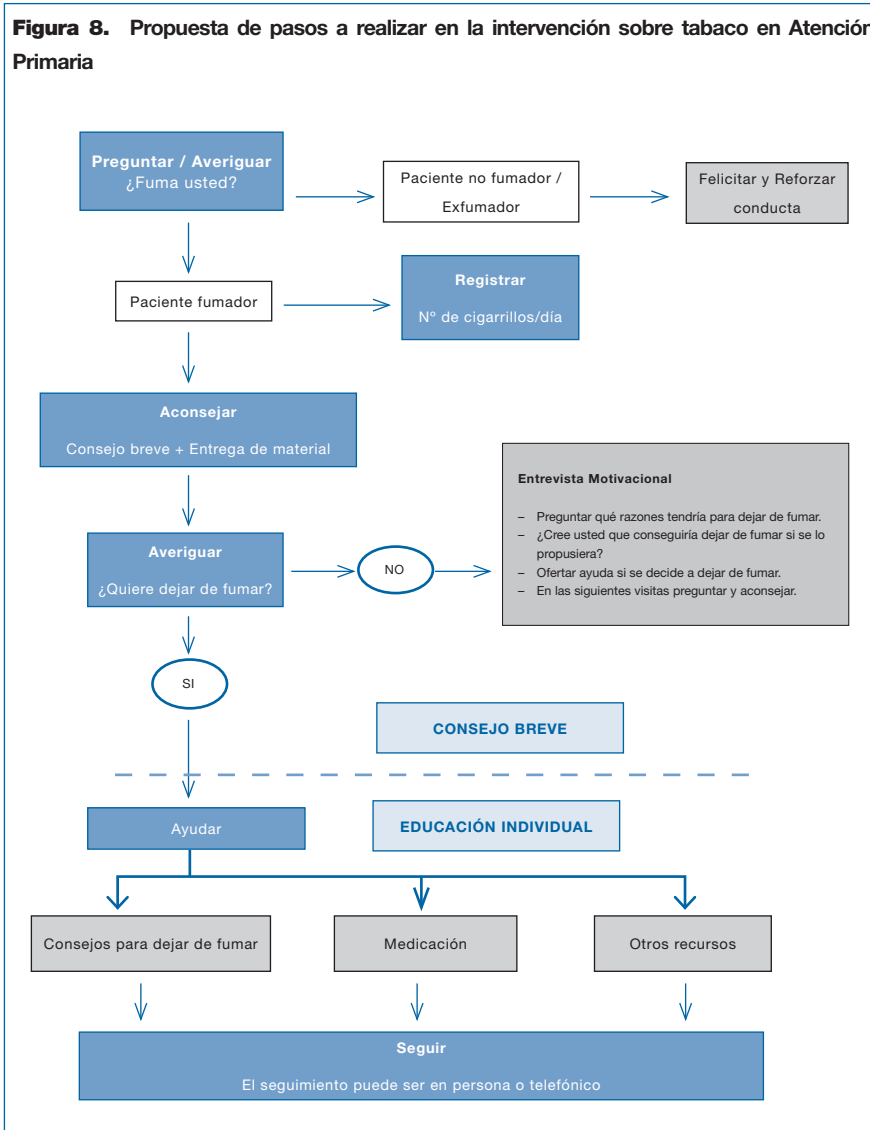 Figura 8. Propuesta de pasos a realizar en la intervención sobre tabaco en Atención
Primaria
Preguntar / Averiguar
¿Fuma usted?
Paciente no fumador /
Exfumador
Felicitar y Reforzar
conducta
Paciente fumador
Registrar
Nº de cigarrillos/día
Aconsejar
Consejo breve + Entrega de material
Averiguar
¿Quiere dejar de fumar?
NO
Entrevista Motivacional
– Preguntar qué razones tendría para dejar de fumar.
– ¿Cree usted que conseguiría dejar de fumar si se lo
propusiera?
– Ofertar ayuda si se decide a dejar de fumar.
– En las siguientes visitas preguntar y aconsejar.
SI
CONSEJO BREVE
Ayudar
EDUCACIÓN INDIVIDUAL
Consejos para dejar de fumar
Medicación
Otros recursos
Seguir
El seguimiento puede ser en persona o telefónico